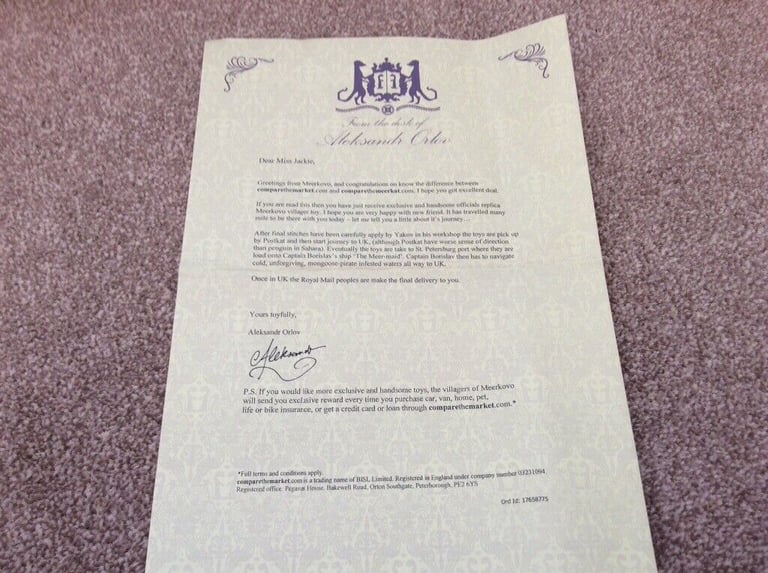 From the desk of
Aleksandr Orlov
Dear Miss Jackie,
Greetings from Meerkovo, and congratulations on know the difference between
comparethemarket.com and comparethemeerkat.com. I hope you got excellent deal.
If you are read this then you have just receive exclusive and handsome officials replica
Meerkovo villager toy. I hope you are very happy with new friend. It has travelled many
mile to be there with you today – let me tell you a little about it's journey…
After final stitches have been carefully apply by Yakov in his workshop the toys are pick up
by Postkat and then start journey to UK, (although Postkat have worse sense of direction
than penguin in Sahara). Eventually the toys are take to St. Petersburg port where they are
load onto Captain Borislav's ship 'The Meer-maid'. Captain Borislav then has to navigate
cold, unforgiving, mongoose-pirate infested waters all way to UK.
Once in UK the Royal Mail peoples are make the final delivery to you.
Yours toyfully,
Aleksandr Orlov
Aleksandr
P.S. If you would like more exclusive and handsome toys, the villagers of Meerkovo
will send you exclusive reward every time you purchase car, van, home, pet,
life or bike insurance, or get a credit card or loan through comparethemarket.com.*
*Full terms and conditions apply.
comparethemarket.com is a trading name of BISL Limited. Registered in England under company number 03231094
Registered office: Pegasus House, Bakewell Road, Orton Southgate, Peterborough, PE2 6YS
Ord Id: 17658775